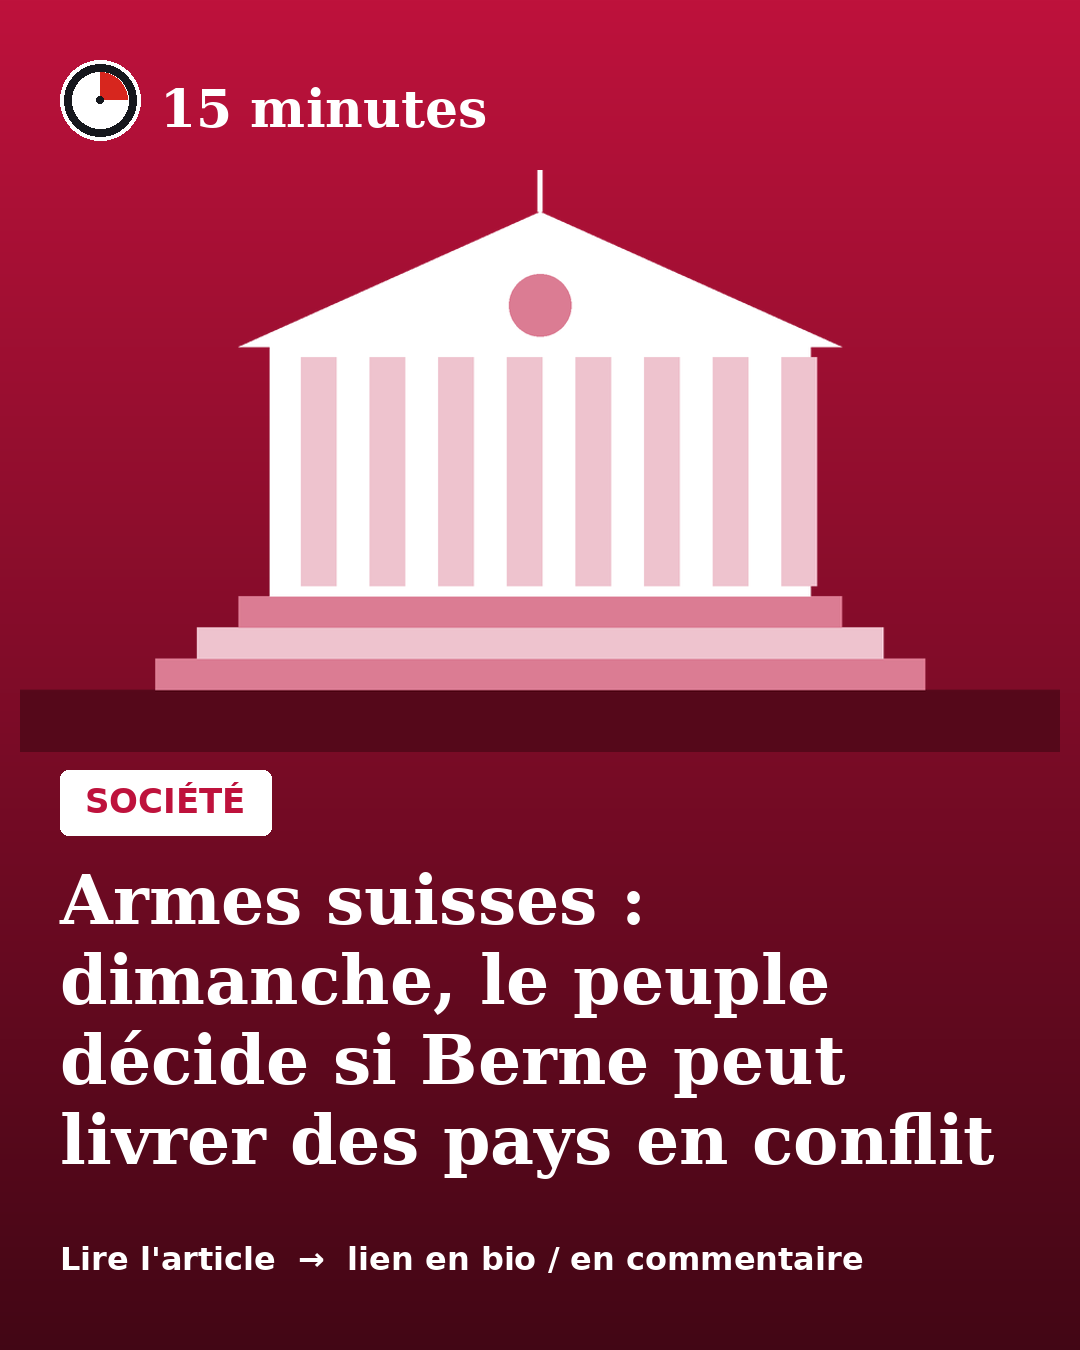 15 minutes
SOCIÉTÉ
Armes suisses :
dimanche, le peuple
décide si Berne peut
livrer des pays en conflit
Lire l'article → lien en bio / en commentaire